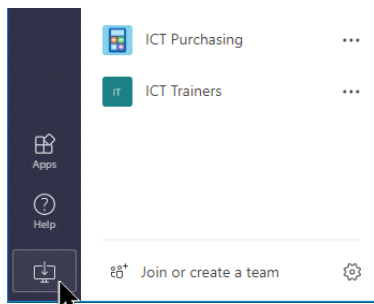 ICT Purchasing
IT ICT Trainers
Apps
?
Help
Join or create a team